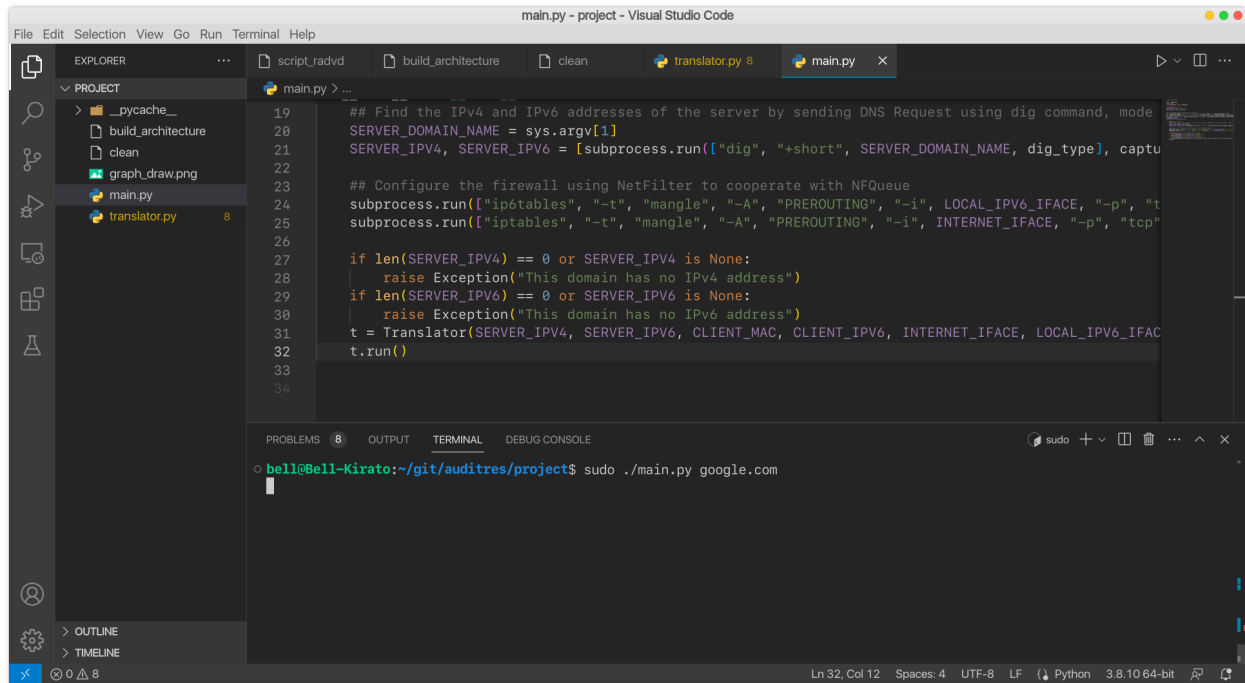 main.py - project - Visual Studio Code
File Edit Selection View Go Run Terminal Help
EXPLORER
script_radvd
build_architecture
clean
translator.py 8
main.py
PROJECT
__pycache__
build_architecture
clean
graph_draw.png
main.py
translator.py 8
main.py > ...
19 ## Find the IPv4 and IPv6 addresses of the server by sending DNS Request using dig command, mode
20 SERVER_DOMAIN_NAME = sys.argv[1]
21 SERVER_IPV4, SERVER_IPV6 = [subprocess.run(["dig", "+short", SERVER_DOMAIN_NAME, dig_type], captu
22
23 ## Configure the firewall using NetFilter to cooperate with NFQueue
24 subprocess.run(["ip6tables", "-t", "mangle", "-A", "PREROUTING", "-i", LOCAL_IPV6_IFACE, "-p", "t
25 subprocess.run(["iptables", "-t", "mangle", "-A", "PREROUTING", "-i", INTERNET_IFACE, "-p", "tcp"
26
27 if len(SERVER_IPV4) == 0 or SERVER_IPV4 is None:
28 raise Exception("This domain has no IPv4 address")
29 if len(SERVER_IPV6) == 0 or SERVER_IPV6 is None:
30 raise Exception("This domain has no IPv6 address")
31 t = Translator(SERVER_IPV4, SERVER_IPV6, CLIENT_MAC, CLIENT_IPV6, INTERNET_IFACE, LOCAL_IPV6_IFAC
32 t.run()
33
34
PROBLEMS 8 OUTPUT TERMINAL DEBUG CONSOLE
sudo
bell@Bell-Kirato:~/git/auditres/project$ sudo ./main.py google.com
OUTLINE
TIMELINE
0 8
Ln 32, Col 12 Spaces: 4 UTF-8 LF Python 3.8.10 64-bit